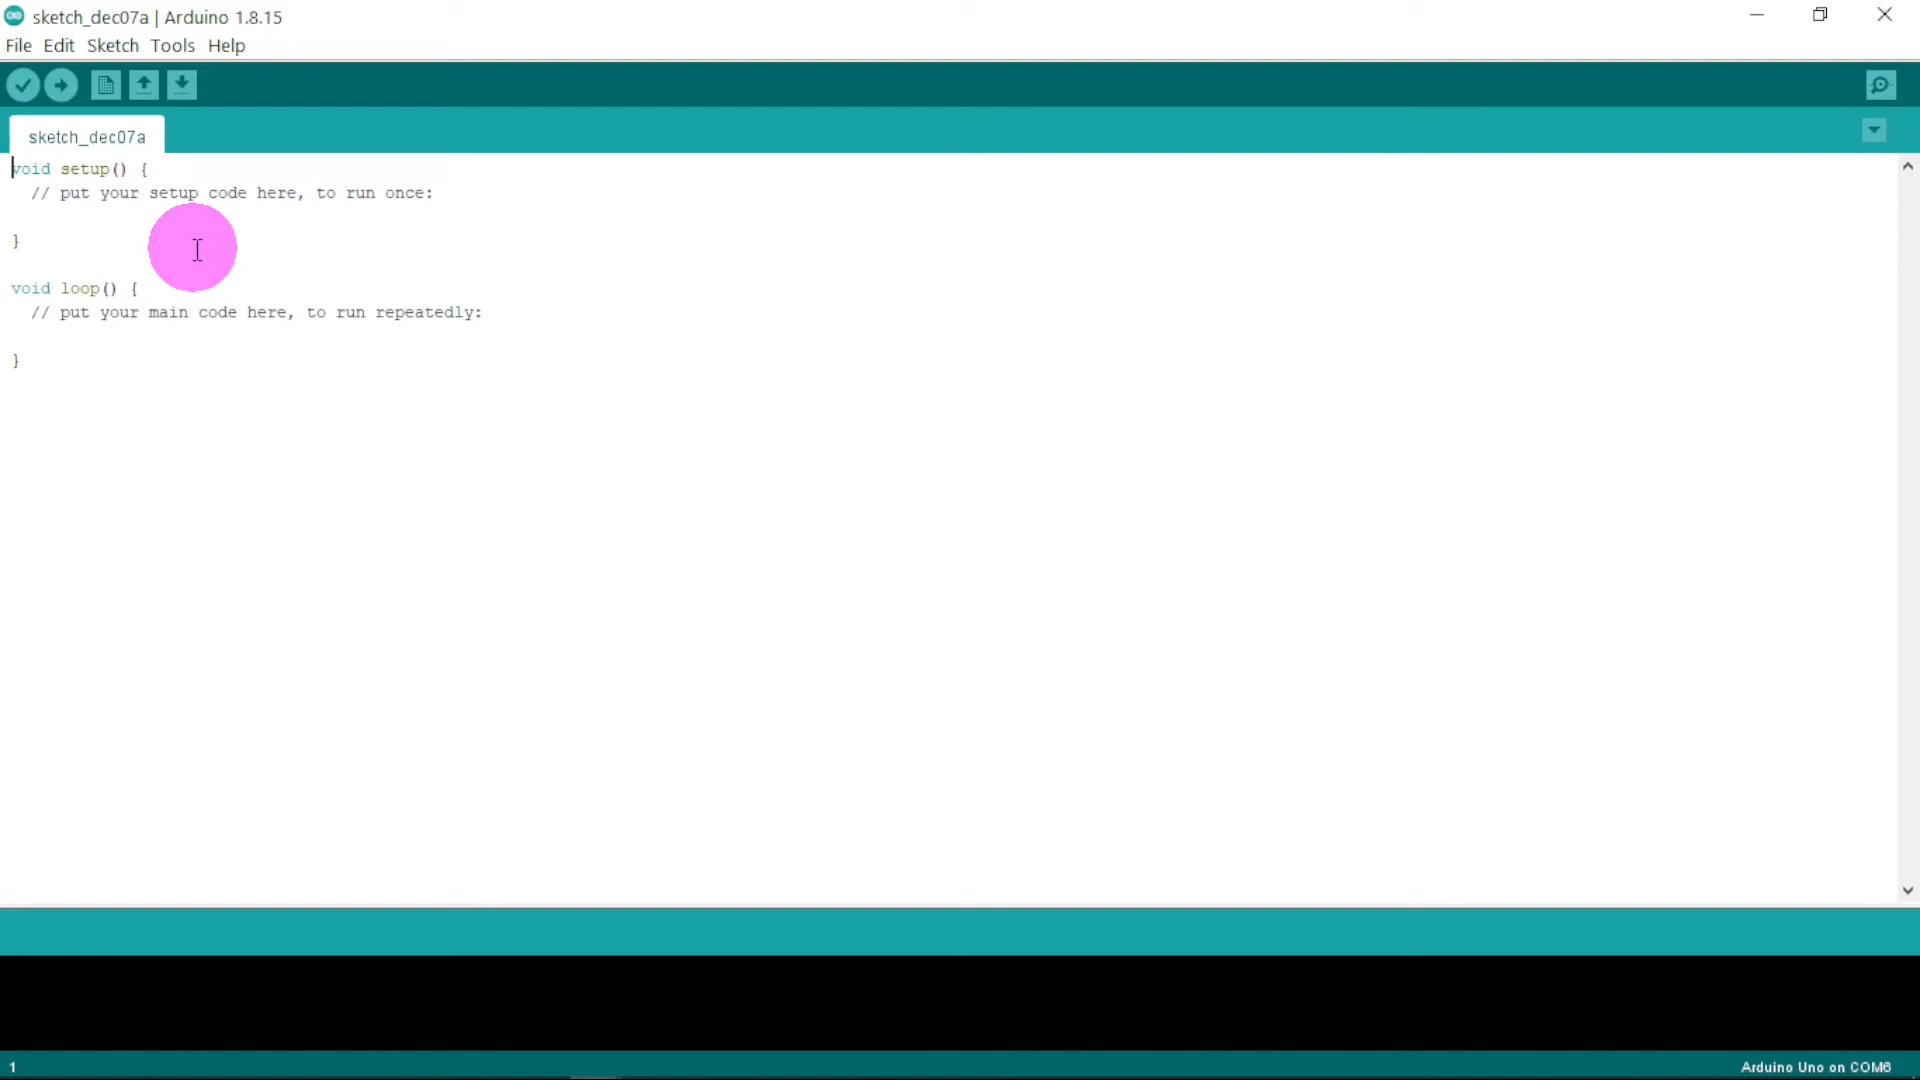 sketch_dec07a | Arduino 1.8.15
File Edit Sketch Tools Help
sketch_dec07a
void setup() {
  // put your setup code here, to run once:
}
void loop() {
  // put your main code here, to run repeatedly:
}
1
Arduino Uno on COM6